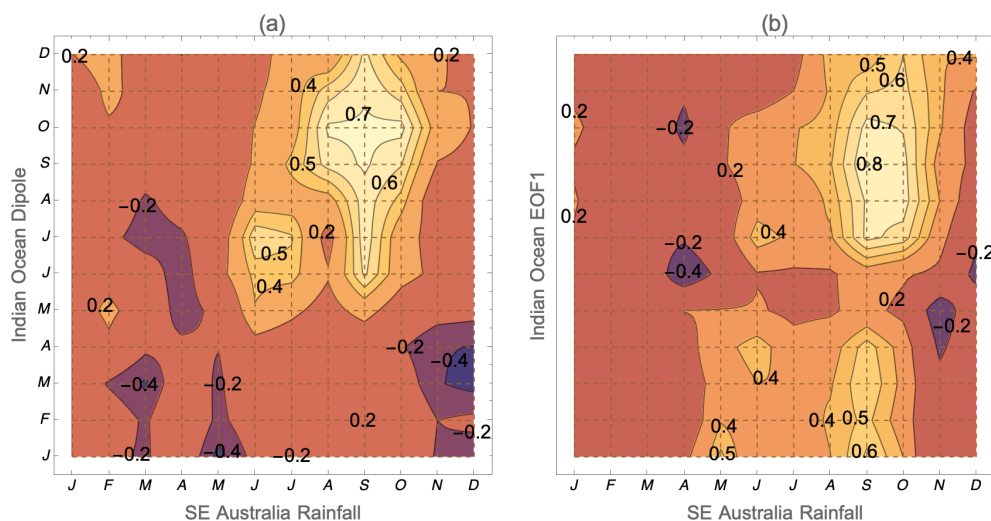 (a)
Indian Ocean Dipole
D
N
O
S
A
J
J
M
A
M
F
J
0.2
0.2
0.4
0.7
0.5
0.6
−0.2
0.2
0.5
0.4
0.2
−0.2
−0.4
−0.4
−0.2
0.2
−0.2
−0.2
−0.4
−0.2
J F M A M J J A S O N D
SE Australia Rainfall
(b)
Indian Ocean EOF1
0.5
0.4
0.6
0.2
−0.2
0.7
0.2
0.8
0.2
0.4
−0.2
−0.2
−0.4
0.2
−0.2
0.4
0.4
0.4
0.5
0.5
0.6
J F M A M J J A S O N D
SE Australia Rainfall